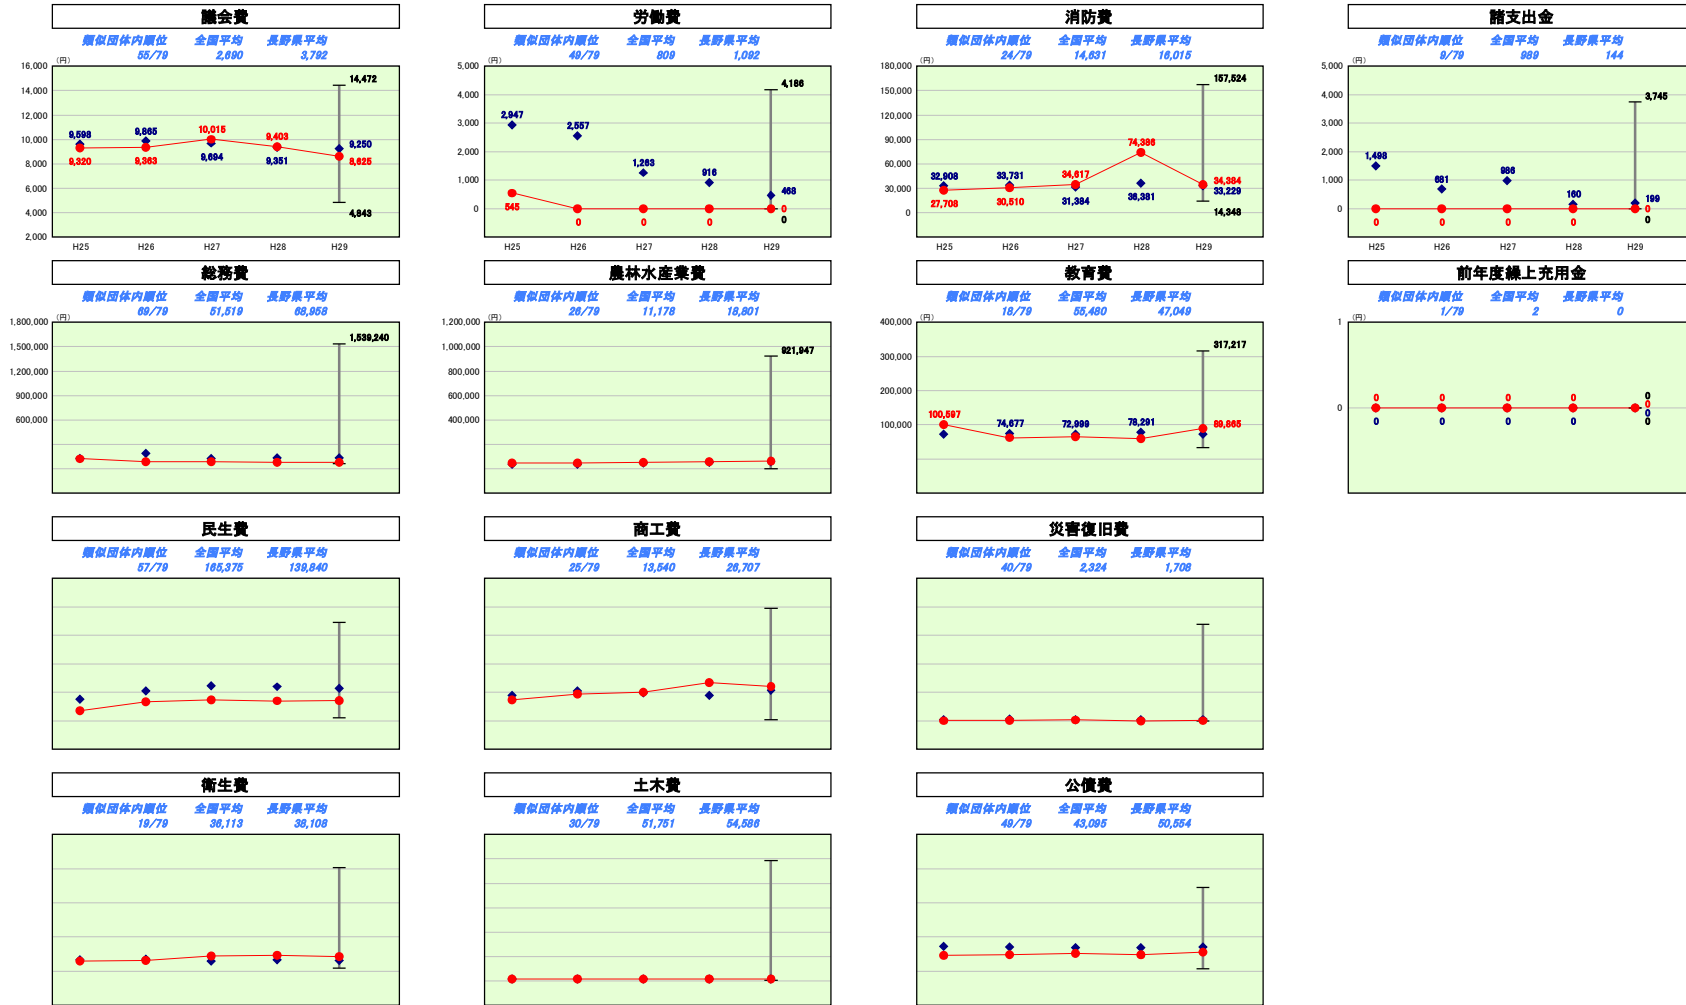 議会費
類似団体内順位 全国平均 長野県平均
55/79 2,690 3,792
(円)
16,000
14,000
12,000
10,000
8,000
6,000
4,000
2,000
14,472
9,598 9,865 10,015 9,403 9,250
9,320 9,363 9,694 9,351 8,625
4,843
H25 H26 H27 H28 H29
労働費
類似団体内順位 全国平均 長野県平均
49/79 809 1,092
(円)
5,000
4,000
3,000
2,000
1,000
0
4,186
2,947 2,557 1,263 916 468
545 0 0 0 0
0
H25 H26 H27 H28 H29
消防費
類似団体内順位 全国平均 長野県平均
24/79 14,631 16,015
(円)
180,000
150,000
120,000
90,000
60,000
30,000
0
157,524
74,386
32,908 33,731 34,617 34,384
27,708 30,510 31,384 36,381 33,229
14,348
H25 H26 H27 H28 H29
諸支出金
類似団体内順位 全国平均 長野県平均
9/79 989 144
(円)
5,000
4,000
3,000
2,000
1,000
0
3,745
1,498 681 986 160 199
0 0 0 0 0
0
H25 H26 H27 H28 H29
総務費
類似団体内順位 全国平均 長野県平均
69/79 51,519 68,958
(円)
1,800,000
1,500,000
1,200,000
900,000
600,000
1,539,240
農林水産業費
類似団体内順位 全国平均 長野県平均
26/79 11,178 18,801
(円)
1,200,000
1,000,000
800,000
600,000
400,000
921,947
教育費
類似団体内順位 全国平均 長野県平均
18/79 55,480 47,049
(円)
400,000
300,000
200,000
100,000
317,217
100,597 74,677 72,999 78,291 89,865
前年度繰上充用金
類似団体内順位 全国平均 長野県平均
1/79 2 0
(円)
1
0
0 0 0 0 0
0
0 0 0 0 0
0
民生費
類似団体内順位 全国平均 長野県平均
57/79 165,375 139,840
商工費
類似団体内順位 全国平均 長野県平均
25/79 13,540 26,707
災害復旧費
類似団体内順位 全国平均 長野県平均
40/79 2,324 1,708
衛生費
類似団体内順位 全国平均 長野県平均
19/79 36,113 38,108
土木費
類似団体内順位 全国平均 長野県平均
30/79 51,751 54,586
公債費
類似団体内順位 全国平均 長野県平均
49/79 43,095 50,554